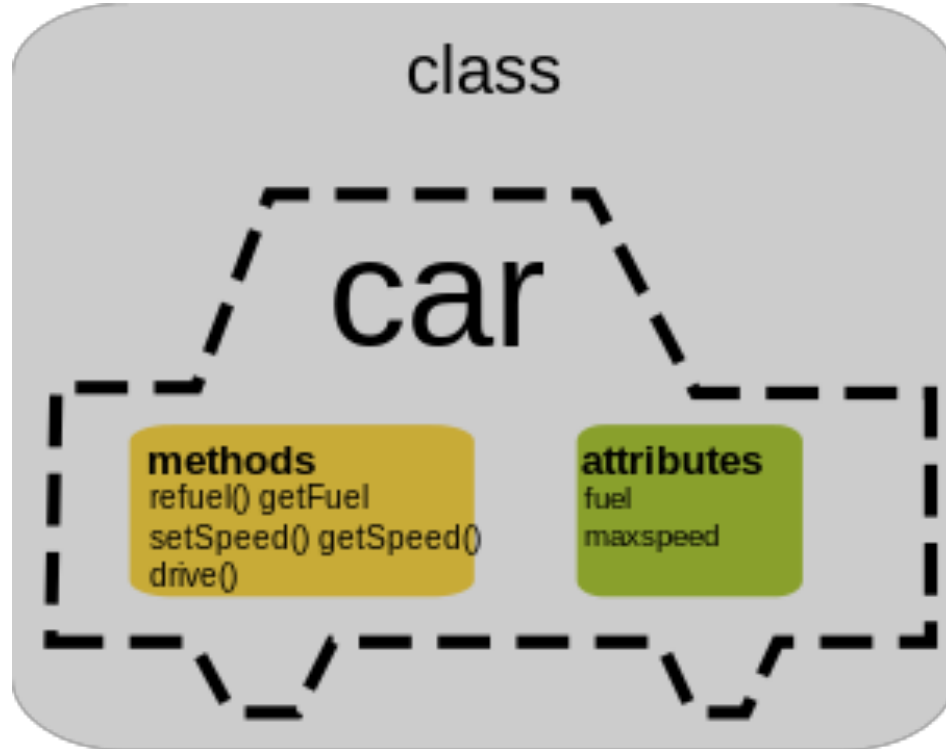 class
car
methods
refuel() getFuel
setSpeed() getSpeed()
drive()
attributes
fuel
maxspeed